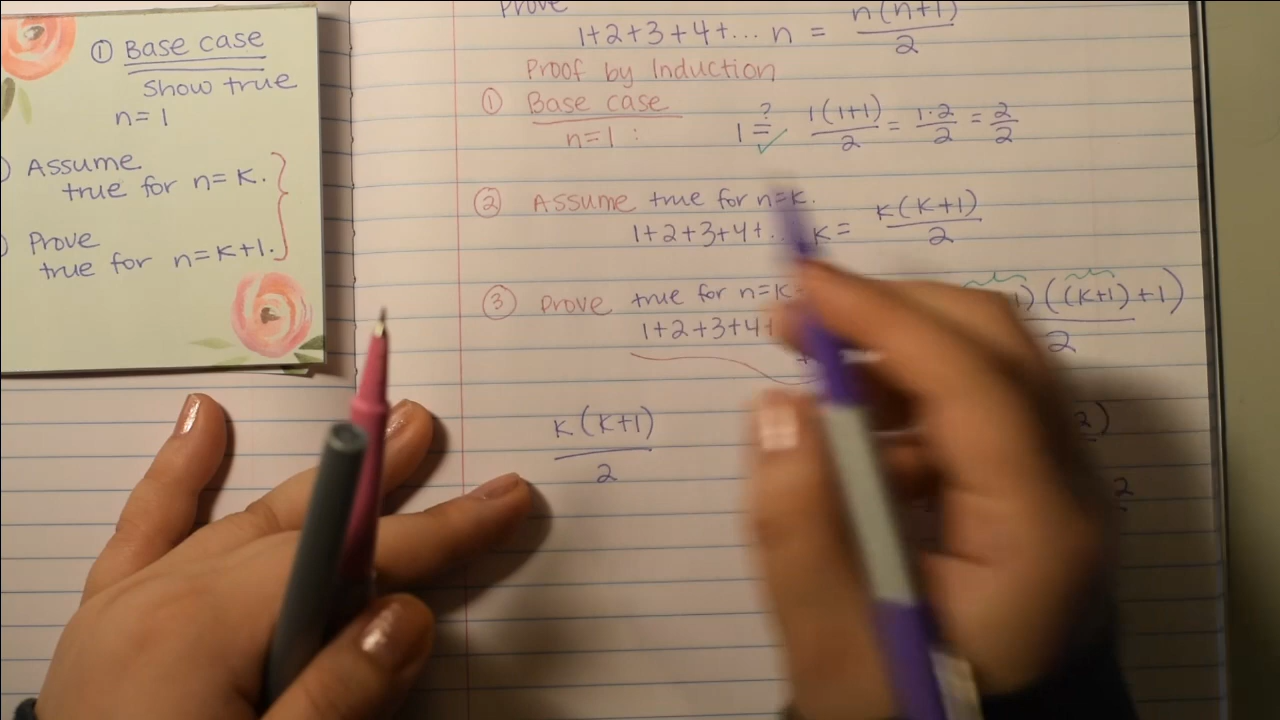 ① Base case
Show true
n=1
) Assume
true for n=k.
) Prove
true for n=k+1.
Prove
1+2+3+4+... n = n(n+1)/2
Proof by Induction
① Base case
n=1 :
1 ?= ✓ 1(1+1)/2 = 1·2/2 = 2/2
② Assume true for n=k.
1+2+3+4+.. k = k(k+1)/2
③ Prove true for n=k
1+2+3+4+
+
1)((k+1)+1)
2
k(k+1)/2
2)
2